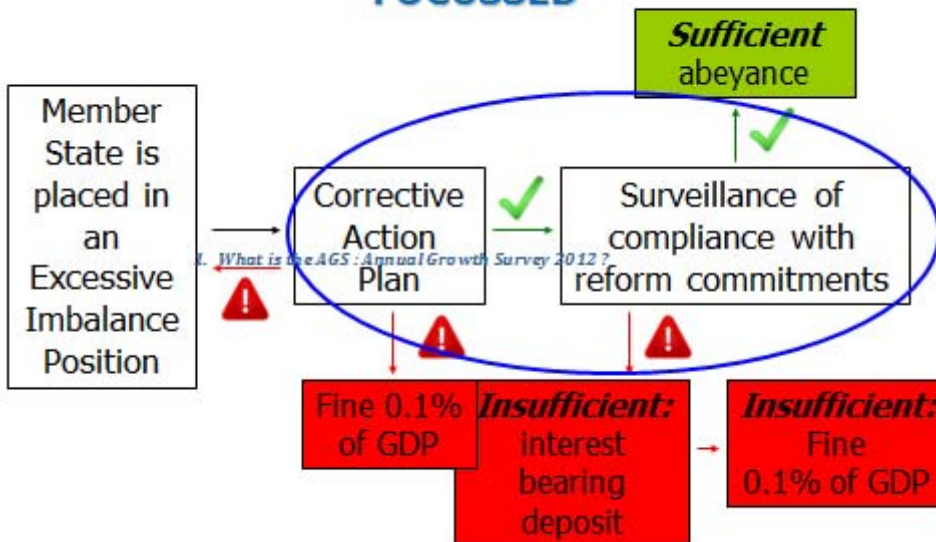 FOCUSSED
Sufficient
abeyance
Member
State is
placed in
an
Excessive
Imbalance
Position
Corrective
Action
Plan
Surveillance of
compliance with
reform commitments
1. What is the AGS : Annual Growth Survey 2012 ?
Fine 0.1%
of GDP
Insufficient:
interest
bearing
deposit
Insufficient:
Fine
0.1% of GDP